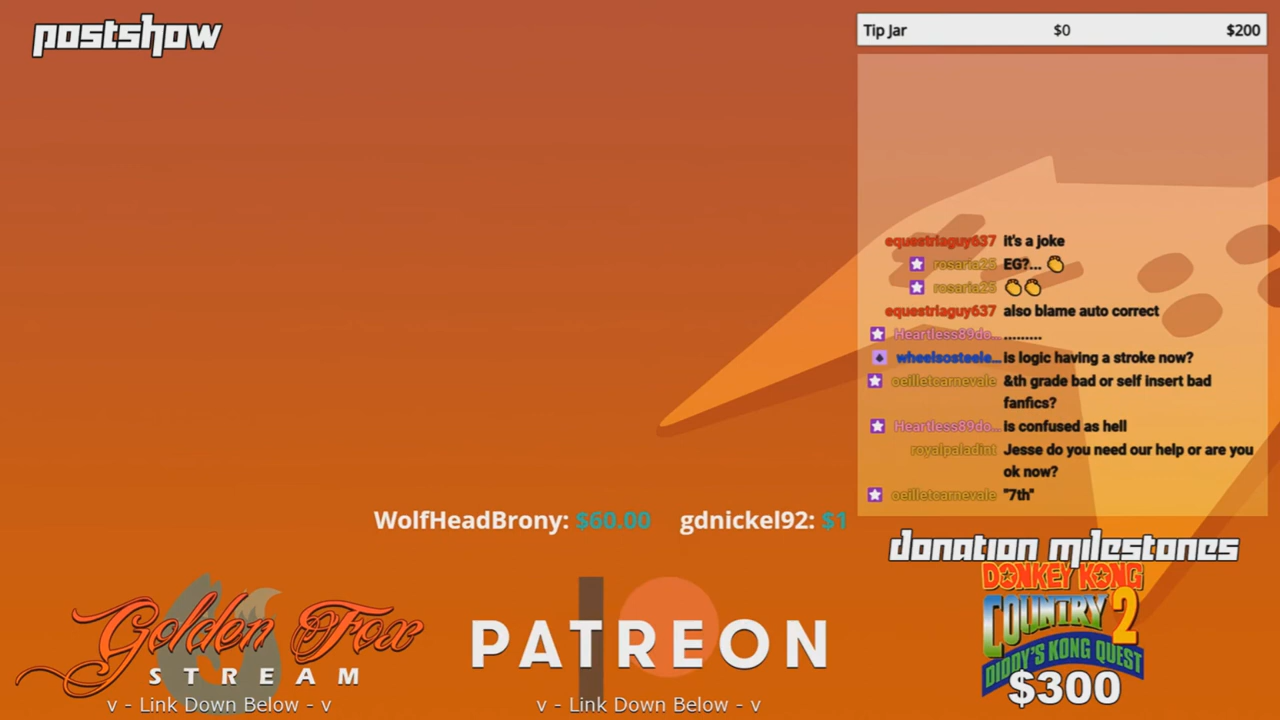 postshow
Tip Jar $0 $200
equestriaguy637 it's a joke
rosaria25 EG?... 👏
rosaria25 👏👏
equestriaguy637 also blame auto correct
Heartless89do... .........
wheelsosteele... is logic having a stroke now?
oeilletcarnevale &th grade bad or self insert bad
fanfics?
Heartless89do... is confused as hell
royalpaladint Jesse do you need our help or are you
ok now?
oeilletcarnevale "7th"
WolfHeadBrony: $60.00 gdnickel92: $1
donation milestones
DONKEY KONG
COUNTRY 2
DIDDY'S KONG QUEST
$300
Golden Fox
STREAM
v - Link Down Below - v
PATREON
v - Link Down Below - v